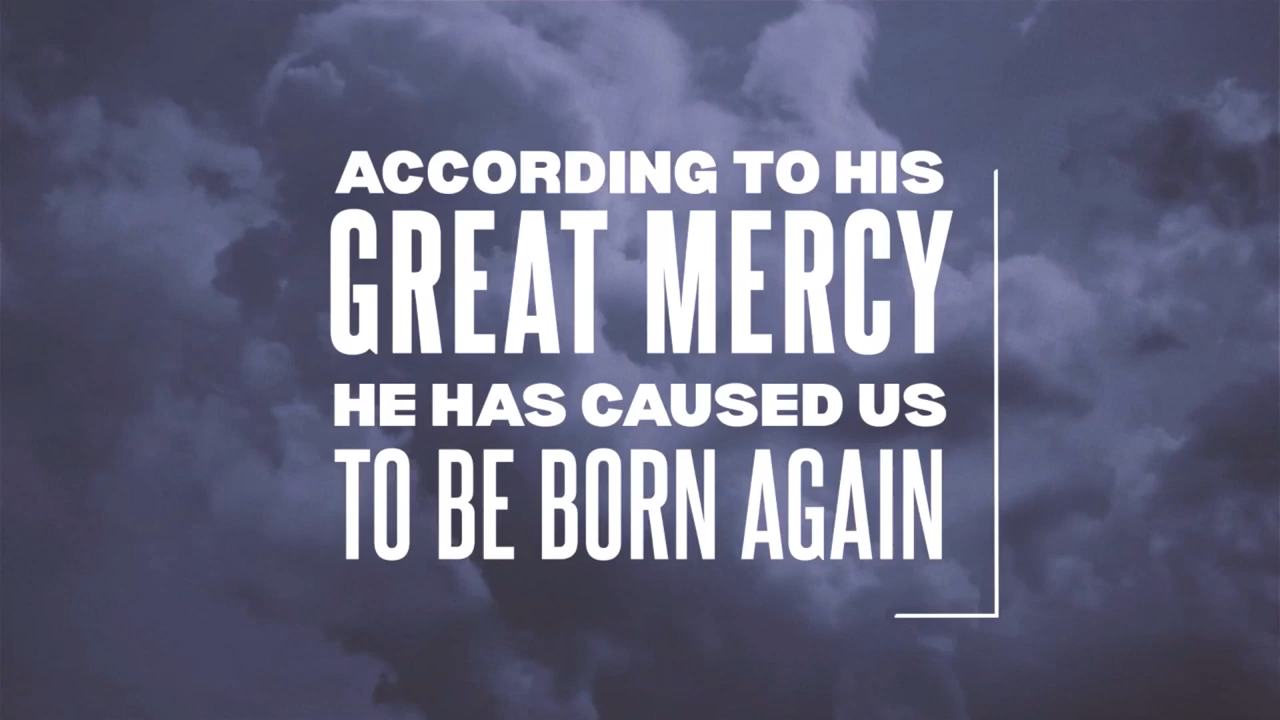 ACCORDING TO HIS
GREAT MERCY
HE HAS CAUSED US
TO BE BORN AGAIN